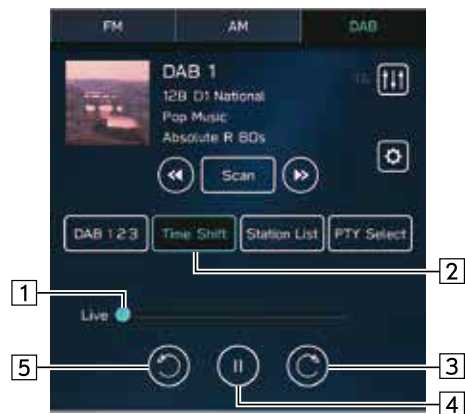 FM AM DAB
DAB 1
12B D1 National
Pop Music
Absolute R 80s
Scan
DAB 1 2 3 Time Shift Station List PTY Select
2
1
Live
5
3
4